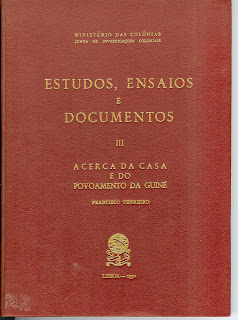 MINISTÉRIO DAS COLÓNIAS
JUNTA DE INVESTIGAÇÕES COLONIAIS
ESTUDOS, ENSAIOS
E
DOCUMENTOS
III
ACERCA DA CASA
E DO
POVOAMENTO DA GUINÉ
FRANCISCO TENREIRO
LISBOA — 1950